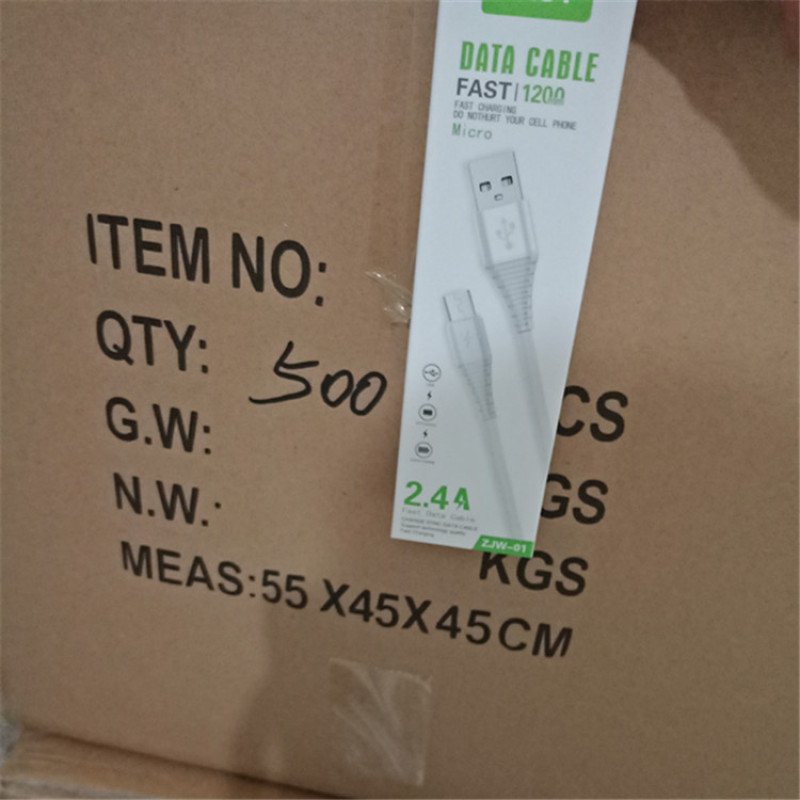 DATA CABLE
FAST|1200
FAST CHARGING
DO NOTHURT YOUR CELL PHONE
Micro
ITEM NO:
QTY: 500 CS
G.W: GS
N.W.: KGS
MEAS:55 X45X45CM
2.4A
Fast Data Cable
ZJW-01